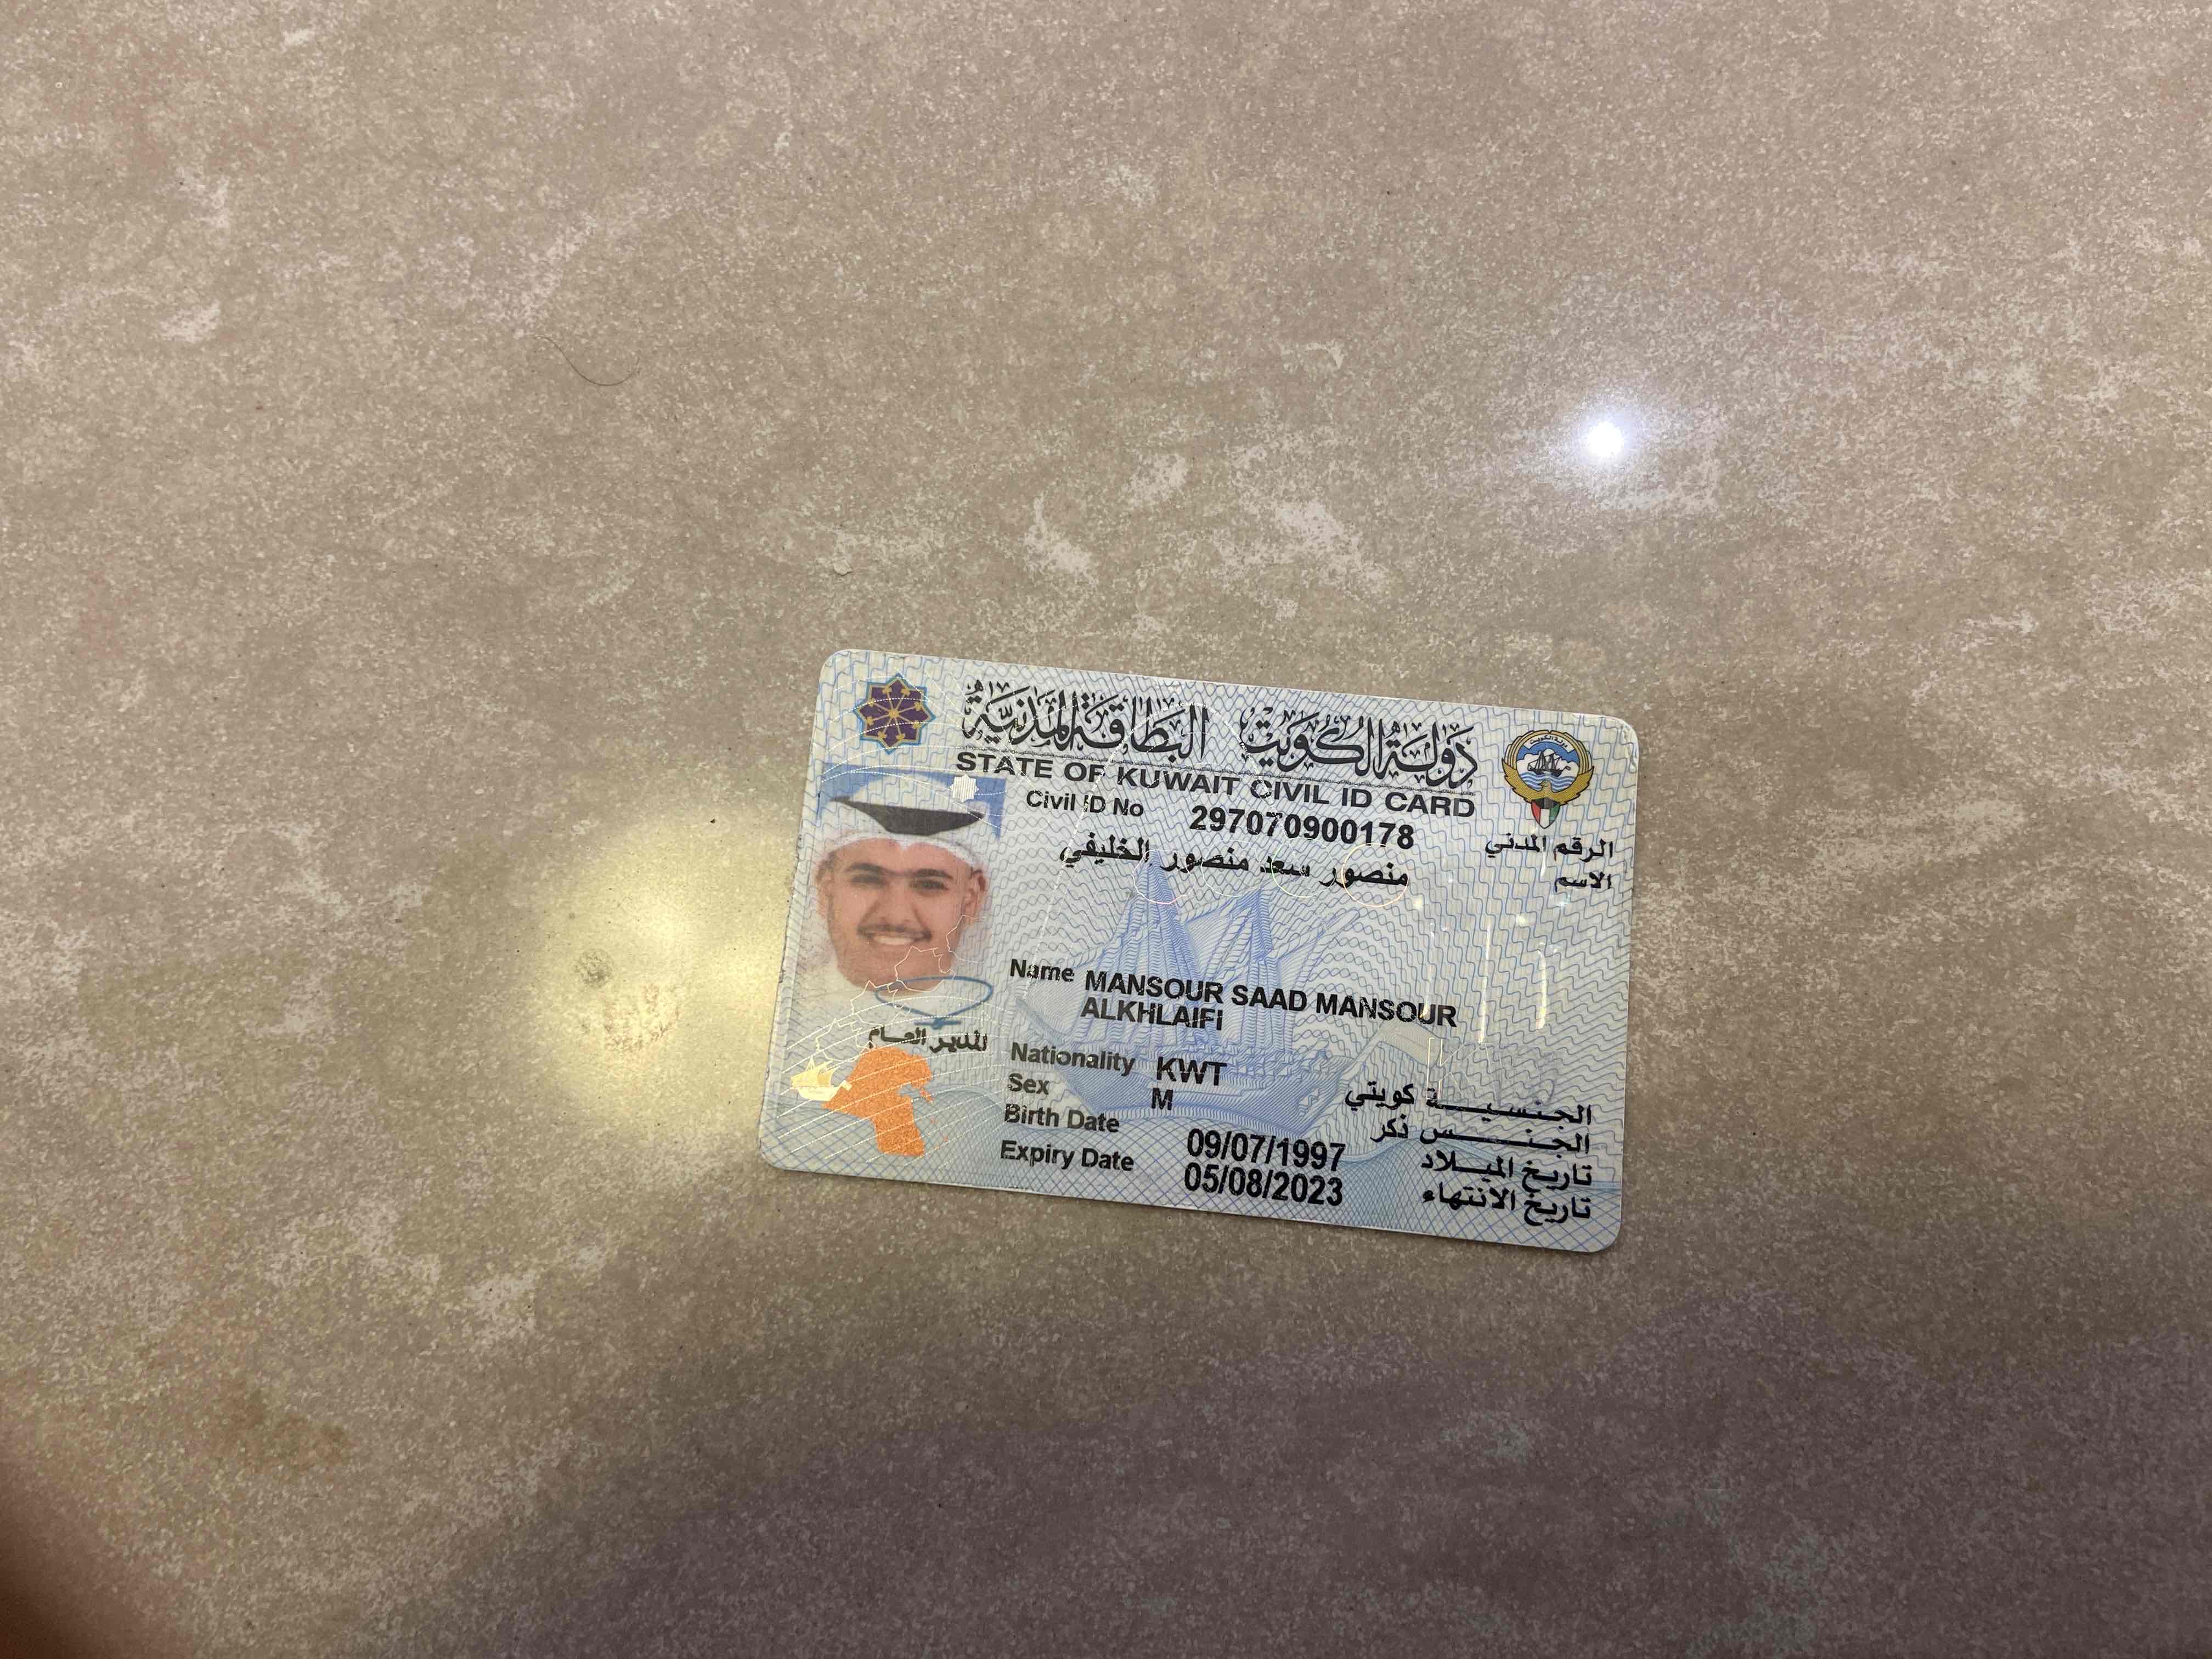 دولة الكويت البطاقة المدنية
STATE OF KUWAIT CIVIL ID CARD
Civil ID No 297070900178 الرقم المدني
الاسم منصور سعد منصور الخليفي
Name MANSOUR SAAD MANSOUR
ALKHLAIFI
المدير العام
Nationality KWT الجنسية كويتي
Sex M الجنس ذكر
Birth Date 09/07/1997 تاريخ الميلاد
Expiry Date 05/08/2023 تاريخ الانتهاء